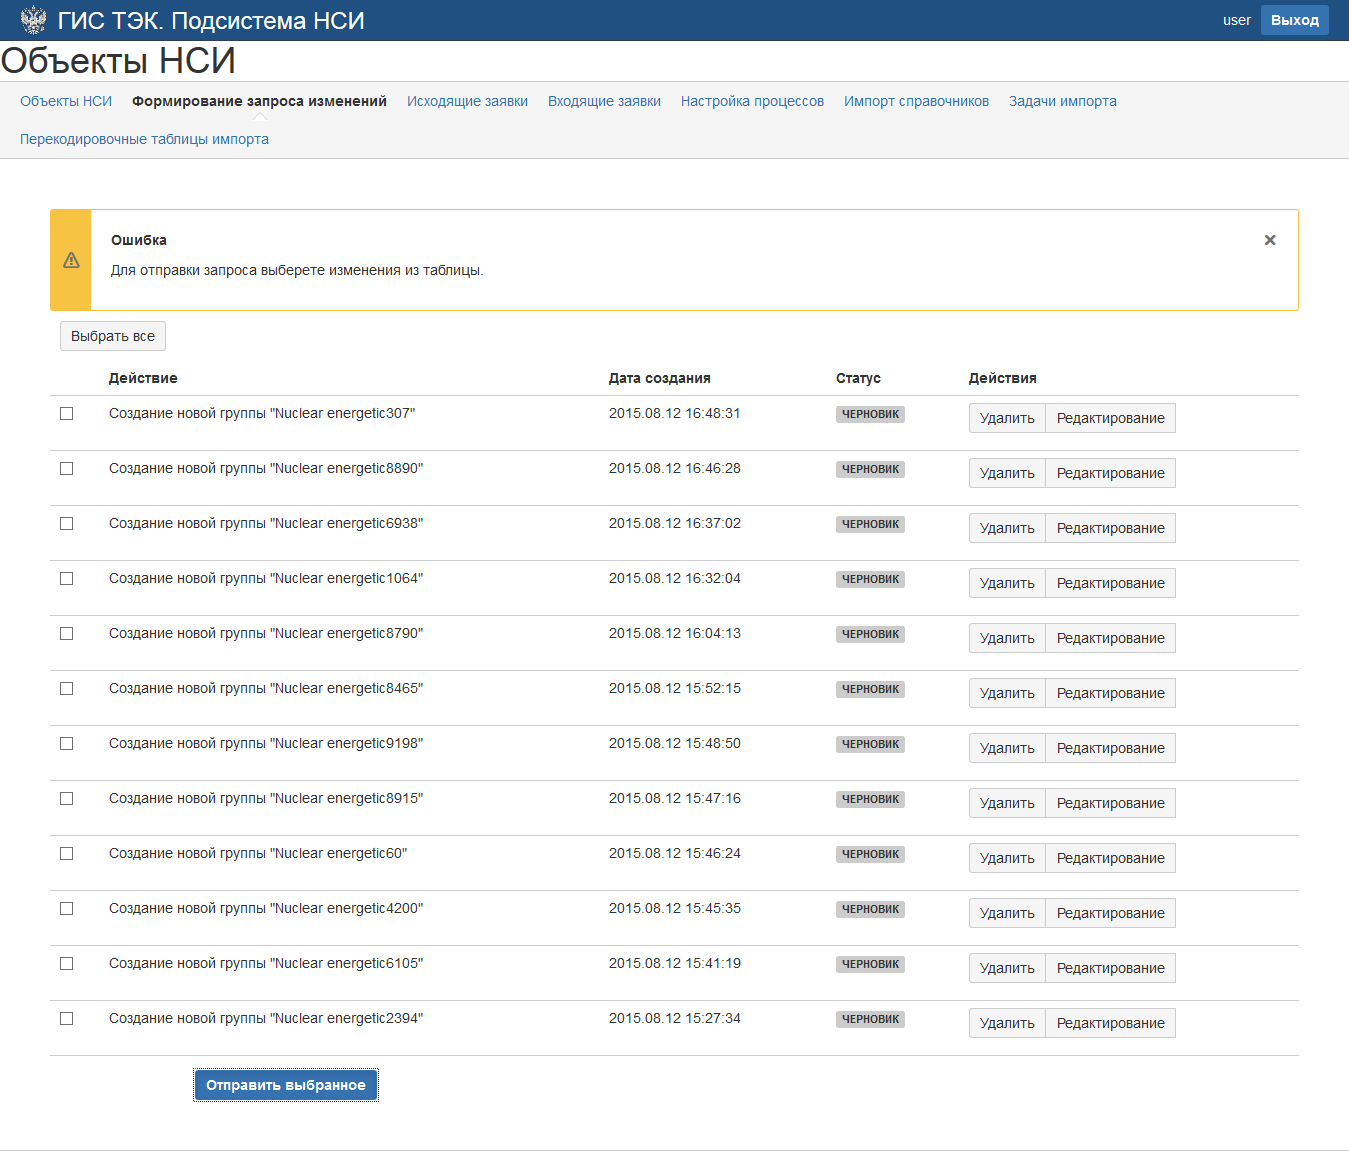 ГИС ТЭК. Подсистема НСИ user Выход
Объекты НСИ
Объекты НСИ Формирование запроса изменений Исходящие заявки Входящие заявки Настройка процессов Импорт справочников Задачи импорта
Перекодировочные таблицы импорта
Ошибка
Для отправки запроса выберете изменения из таблицы.
Выбрать все
Действие Дата создания Статус Действия
Создание новой группы "Nuclear energetic307" 2015.08.12 16:48:31 ЧЕРНОВИК Удалить Редактирование
Создание новой группы "Nuclear energetic8890" 2015.08.12 16:46:28 ЧЕРНОВИК Удалить Редактирование
Создание новой группы "Nuclear energetic6938" 2015.08.12 16:37:02 ЧЕРНОВИК Удалить Редактирование
Создание новой группы "Nuclear energetic1064" 2015.08.12 16:32:04 ЧЕРНОВИК Удалить Редактирование
Создание новой группы "Nuclear energetic8790" 2015.08.12 16:04:13 ЧЕРНОВИК Удалить Редактирование
Создание новой группы "Nuclear energetic8465" 2015.08.12 15:52:15 ЧЕРНОВИК Удалить Редактирование
Создание новой группы "Nuclear energetic9198" 2015.08.12 15:48:50 ЧЕРНОВИК Удалить Редактирование
Создание новой группы "Nuclear energetic8915" 2015.08.12 15:47:16 ЧЕРНОВИК Удалить Редактирование
Создание новой группы "Nuclear energetic60" 2015.08.12 15:46:24 ЧЕРНОВИК Удалить Редактирование
Создание новой группы "Nuclear energetic4200" 2015.08.12 15:45:35 ЧЕРНОВИК Удалить Редактирование
Создание новой группы "Nuclear energetic6105" 2015.08.12 15:41:19 ЧЕРНОВИК Удалить Редактирование
Создание новой группы "Nuclear energetic2394" 2015.08.12 15:27:34 ЧЕРНОВИК Удалить Редактирование
Отправить выбранное